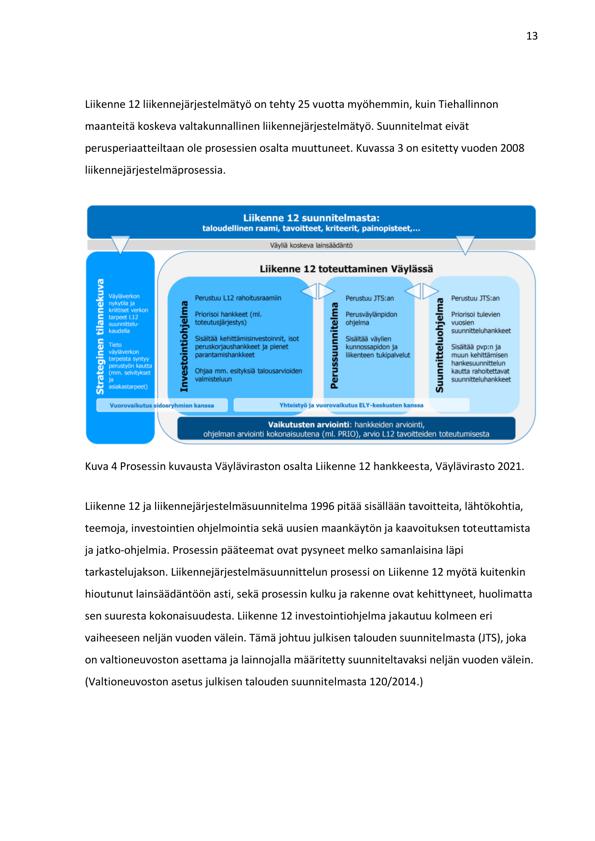 13
Liikenne 12 liikennejärjestelmätyö on tehty 25 vuotta myöhemmin, kuin Tiehallinnon
maanteitä koskeva valtakunnallinen liikennejärjestelmätyö. Suunnitelmat eivät
perusperiaatteiltaan ole prosessien osalta muuttuneet. Kuvassa 3 on esitetty vuoden 2008
liikennejärjestelmäprosessia.
Liikenne 12 suunnitelmasta:
taloudellinen raami, tavoitteet, kriteerit, painopisteet,...
Väyliä koskeva lainsäädäntö
Strateginen tilannekuva
Väyläverkon
nykytila ja
kriittiset verkon
tarpeet L12
suunnittelu-
kaudella
Tieto
väyläverkon
tarpeista syntyy
perustyön kautta
(mm. selvitykset
ja
asiakastarpeet)
Liikenne 12 toteuttaminen Väylässä
Investointiohjelma
Perustuu L12 rahoitusraamiin
Priorisoi hankkeet (ml.
toteutusjärjestys)
Sisältää kehittämisinvestoinnit, isot
peruskorjaushankkeet ja pienet
parantamishankkeet
Ohjaa mm. esityksiä talousarvioiden
valmisteluun
Perussuunnitelma
Perustuu JTS:än
Perusväylänpidon
ohjelma
Sisältää väylien
kunnossapidon ja
liikenteen tukipalvelut
Suunnitteluohjelma
Perustuu JTS:an
Priorisoi tulevien
vuosien
suunnitteluhankkeet
Sisältää pvp:n ja
muun kehittämisen
hankesuunnittelun
kautta rahoitettavat
suunnitteluhankkeet
Vuorovaikutus sidosryhmien kanssa
Yhteistyö ja vuorovaikutus ELY-keskusten kanssa
Vaikutusten arviointi: hankkeiden arviointi,
ohjelman arviointi kokonaisuutena (ml. PRIO), arvio L12 tavoitteiden toteutumisesta
Kuva 4 Prosessin kuvausta Väyläviraston osalta Liikenne 12 hankkeesta, Väylävirasto 2021.
Liikenne 12 ja liikennejärjestelmäsuunnitelma 1996 pitää sisällään tavoitteita, lähtökohtia,
teemoja, investointien ohjelmointia sekä uusien maankäytön ja kaavoituksen toteuttamista
ja jatko-ohjelmia. Prosessin pääteemat ovat pysyneet melko samanlaisina läpi
tarkastelujakson. Liikennejärjestelmäsuunnittelun prosessi on Liikenne 12 myötä kuitenkin
hioutunut lainsäädäntöön asti, sekä prosessin kulku ja rakenne ovat kehittyneet, huolimatta
sen suuresta kokonaisuudesta. Liikenne 12 investointiohjelma jakautuu kolmeen eri
vaiheeseen neljän vuoden välein. Tämä johtuu julkisen talouden suunnitelmasta (JTS), joka
on valtioneuvoston asettama ja lainnojalla määritetty suunniteltavaksi neljän vuoden välein.
(Valtioneuvoston asetus julkisen talouden suunnitelmasta 120/2014.)